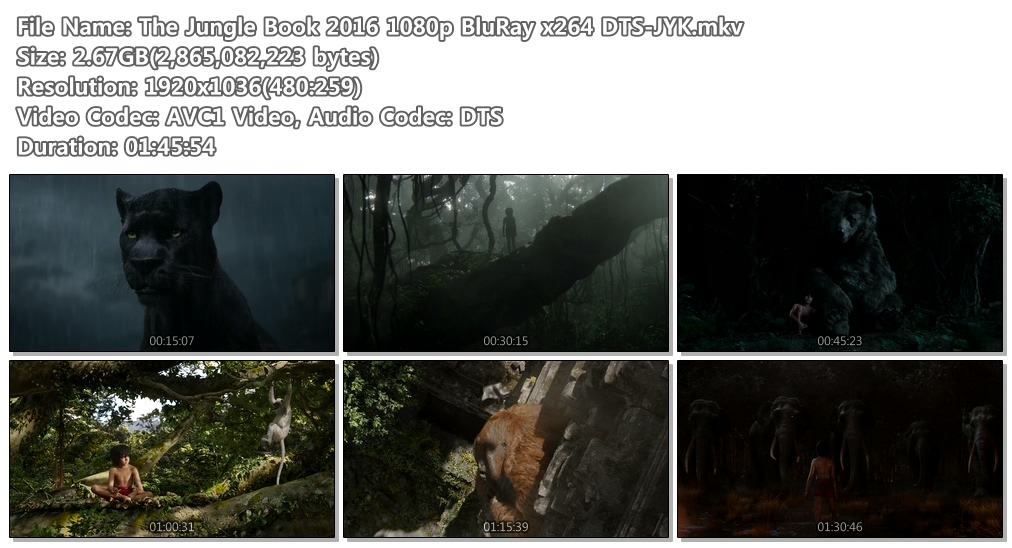 File Name: The Jungle Book 2016 1080p BluRay x264 DTS-JYK.mkv
Size: 2.67GB(2,865,082,223 bytes)
Resolution: 1920x1036(480:259)
Video Codec: AVC1 Video, Audio Codec: DTS
Duration: 01:45:54
00:15:07
00:30:15
00:45:23
01:00:31
01:15:39
01:30:46